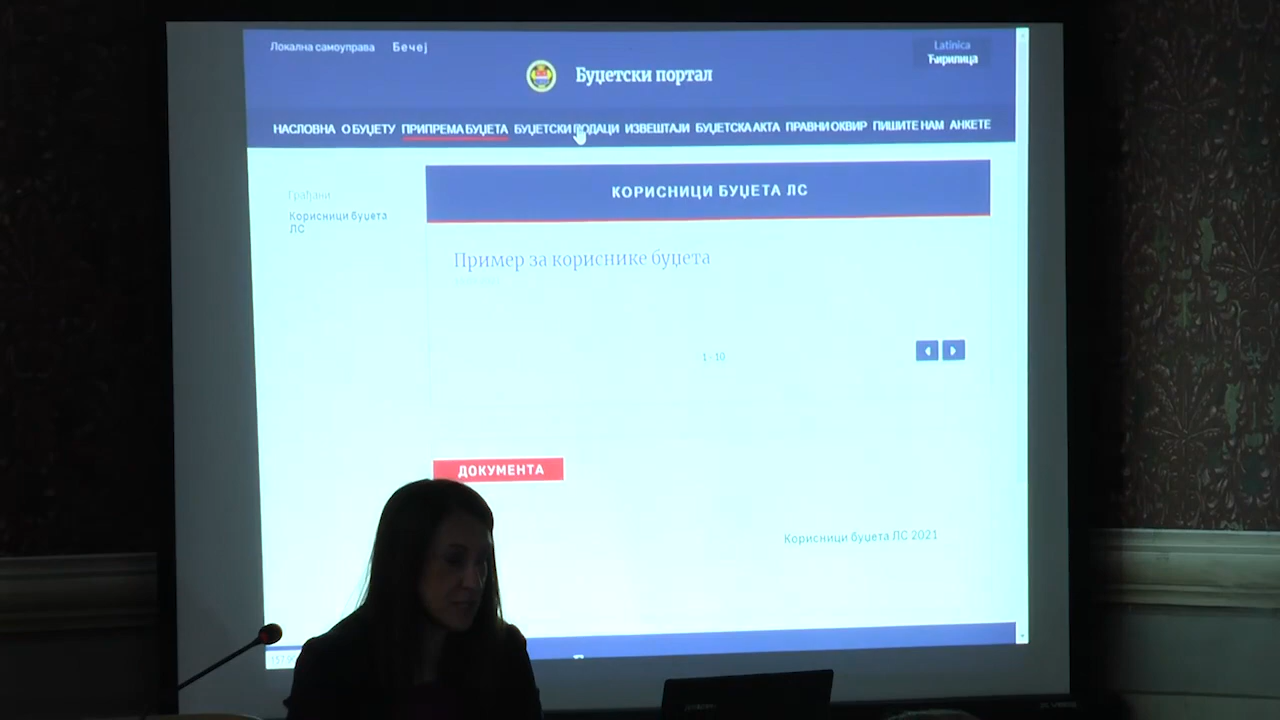 Локална самоуправа Бечеј
Latinica
Ћирилица
Буџетски портал
НАСЛОВНА О БУЏЕТУ ПРИПРЕМА БУЏЕТА БУЏЕТСКИ ПОДАЦИ ИЗВЕШТАЈИ БУЏЕТСКА АКТА ПРАВНИ ОКВИР ПИШИТЕ НАМ АНКЕТЕ
Грађани
Корисници буџета
ЛС
КОРИСНИЦИ БУЏЕТА ЛС
Пример за кориснике буџета
1 - 10
ДОКУМЕНТА
Корисници буџета ЛС 2021